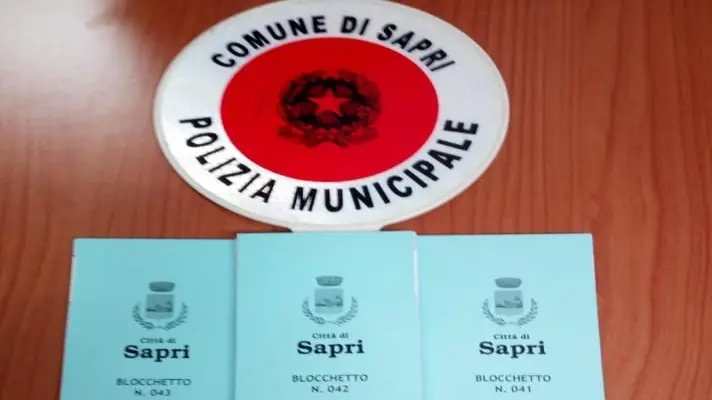 COMUNE DI SAPRI
POLIZIA MUNICIPALE
Città di
Sapri
BLOCCHETTO
N. 043
Città di
Sapri
BLOCCHETTO
N. 042
Città di
Sapri
BLOCCHETTO
N. 041